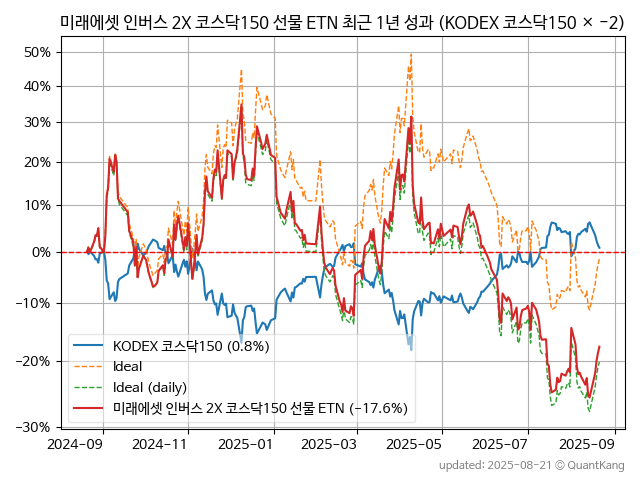 미래에셋 인버스 2X 코스닥150 선물 ETN 최근 1년 성과 (KODEX 코스닥150 × −2)
50%
40%
30%
20%
10%
0%
−10%
−20%
−30%
KODEX 코스닥150 (0.8%)
Ideal
Ideal (daily)
미래에셋 인버스 2X 코스닥150 선물 ETN (−17.6%)
2024-09
2024-11
2025-01
2025-03
2025-05
2025-07
2025-09
updated: 2025-08-21 © QuantKang